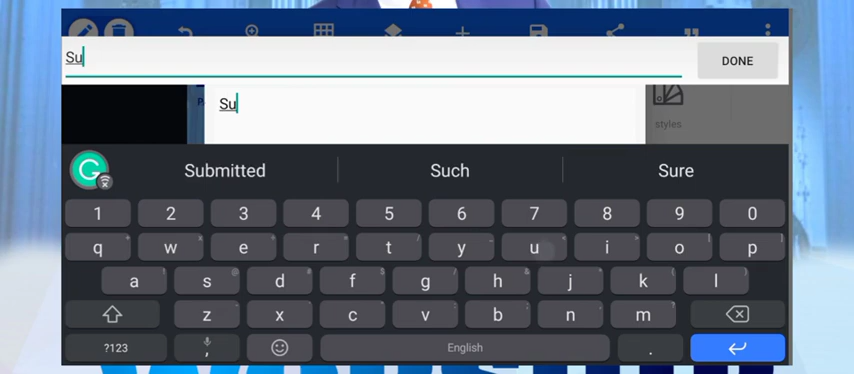 Su
DONE
Su
styles
Submitted Such Sure
1 2 3 4 5 6 7 8 9 0
q w e r t y u i o p
a s d f g h j k l
z x c v b n m
?123 , English .